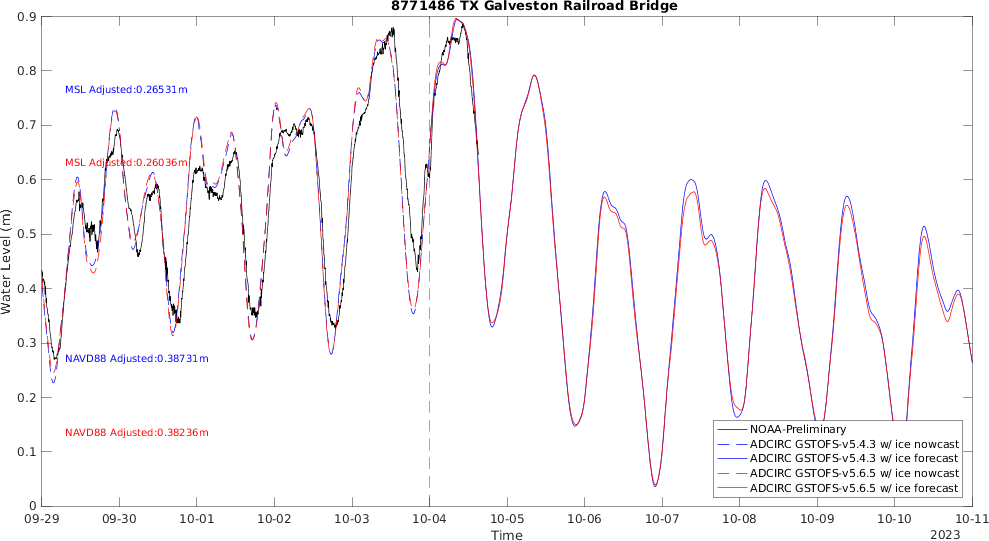 8771486 TX Galveston Railroad Bridge
0.9
0.8
0.7
0.6
0.5
0.4
0.3
0.2
0.1
0
Water Level (m)
MSL Adjusted:0.26531m
MSL Adjusted:0.26036m
NAVD88 Adjusted:0.38731m
NAVD88 Adjusted:0.38236m
NOAA-Preliminary
ADCIRC GSTOFS-v5.4.3 w/ ice nowcast
ADCIRC GSTOFS-v5.4.3 w/ ice forecast
ADCIRC GSTOFS-v5.6.5 w/ ice nowcast
ADCIRC GSTOFS-v5.6.5 w/ ice forecast
09-29 09-30 10-01 10-02 10-03 10-04 10-05 10-06 10-07 10-08 10-09 10-10 10-11
Time
2023